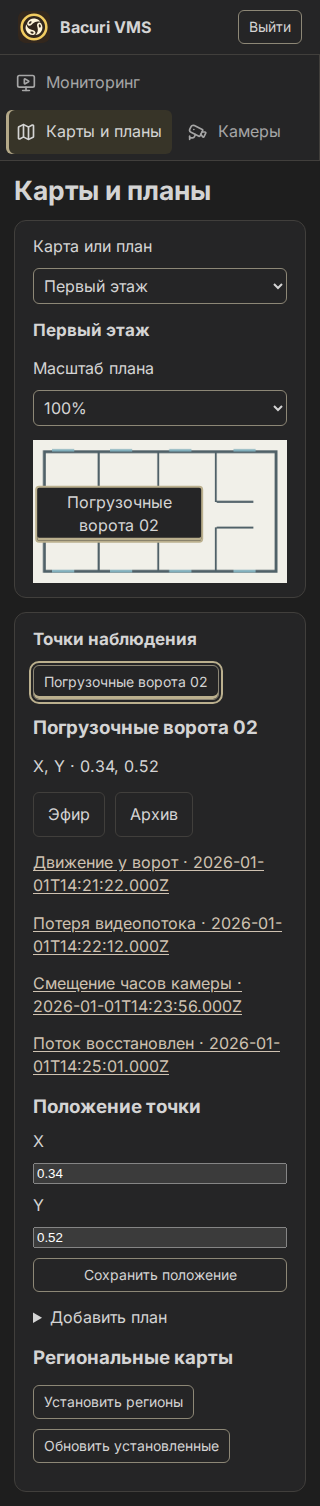 Bacuri VMS
Выйти
Мониторинг
Карты и планы
Камеры
Карты и планы
Карта или план
Первый этаж
Первый этаж
Масштаб плана
100%
Погрузочные
ворота 02
Точки наблюдения
Погрузочные ворота 02
Погрузочные ворота 02
X, Y · 0.34, 0.52
Эфир
Архив
Движение у ворот · 2026-01-
01T14:21:22.000Z
Потеря видеопотока · 2026-01-
01T14:22:12.000Z
Смещение часов камеры ·
2026-01-01T14:23:56.000Z
Поток восстановлен · 2026-01-
01T14:25:01.000Z
Положение точки
X
0.34
Y
0.52
Сохранить положение
Добавить план
Региональные карты
Установить регионы
Обновить установленные